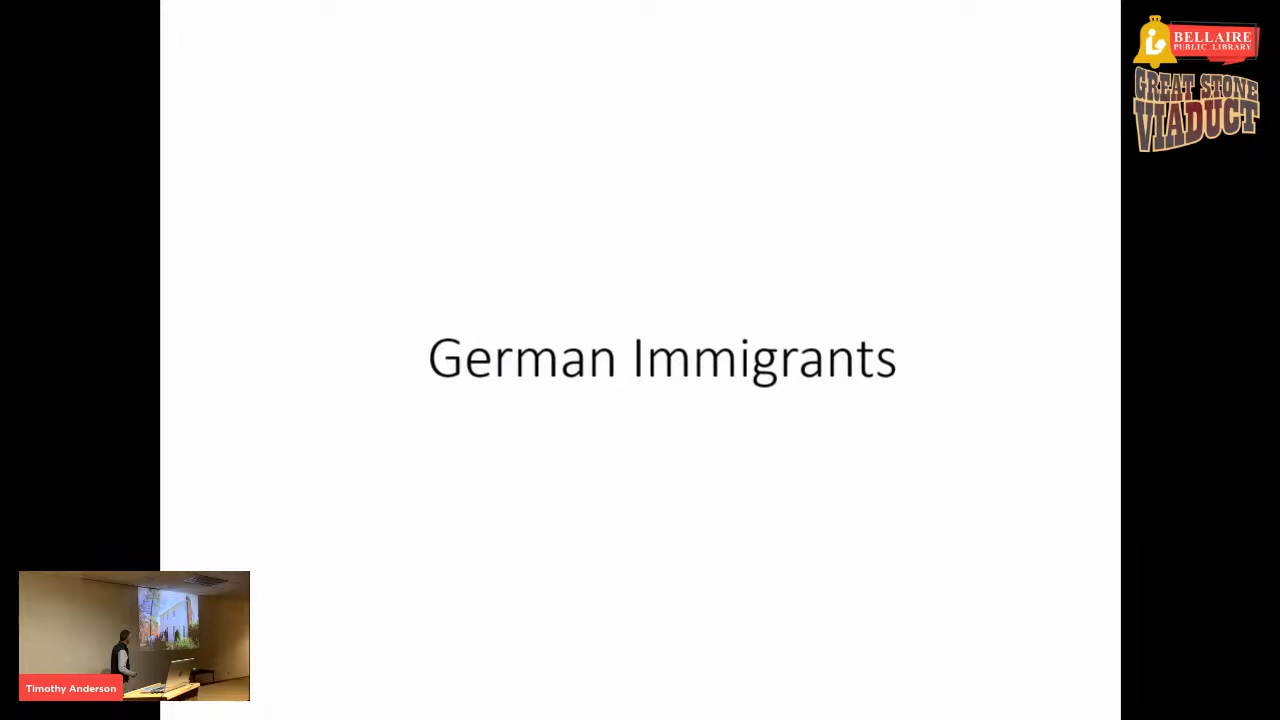 BELLAIRE
PUBLIC LIBRARY
GREAT STONE
VIADUCT
German Immigrants
Timothy Anderson